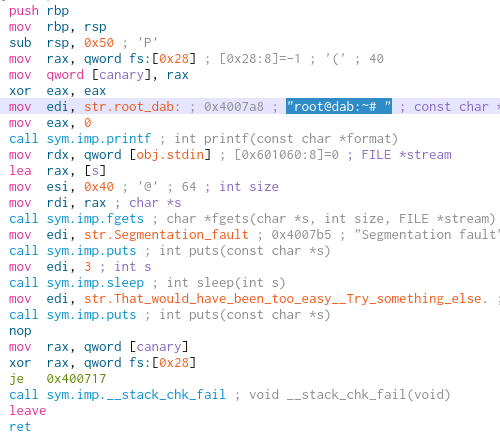 push rbp
mov rbp, rsp
sub rsp, 0x50 ; 'P'
mov rax, qword fs:[0x28] ; [0x28:8]=-1 ; '(' ; 40
mov qword [canary], rax
xor eax, eax
mov edi, str.root_dab: ; 0x4007a8 ; "root@dab:~# " ; const char *
mov eax, 0
call sym.imp.printf ; int printf(const char *format)
mov rdx, qword [obj.stdin] ; [0x601060:8]=0 ; FILE *stream
lea rax, [s]
mov esi, 0x40 ; '@' ; 64 ; int size
mov rdi, rax ; char *s
call sym.imp.fgets ; char *fgets(char *s, int size, FILE *stream)
mov edi, str.Segmentation_fault ; 0x4007b5 ; "Segmentation fault"
call sym.imp.puts ; int puts(const char *s)
mov edi, 3 ; int s
call sym.imp.sleep ; int sleep(int s)
mov edi, str.That_would_have_been_too_easy__Try_something_else. ;
call sym.imp.puts ; int puts(const char *s)
nop
mov rax, qword [canary]
xor rax, qword fs:[0x28]
je 0x400717
call sym.imp.__stack_chk_fail ; void __stack_chk_fail(void)
leave
ret